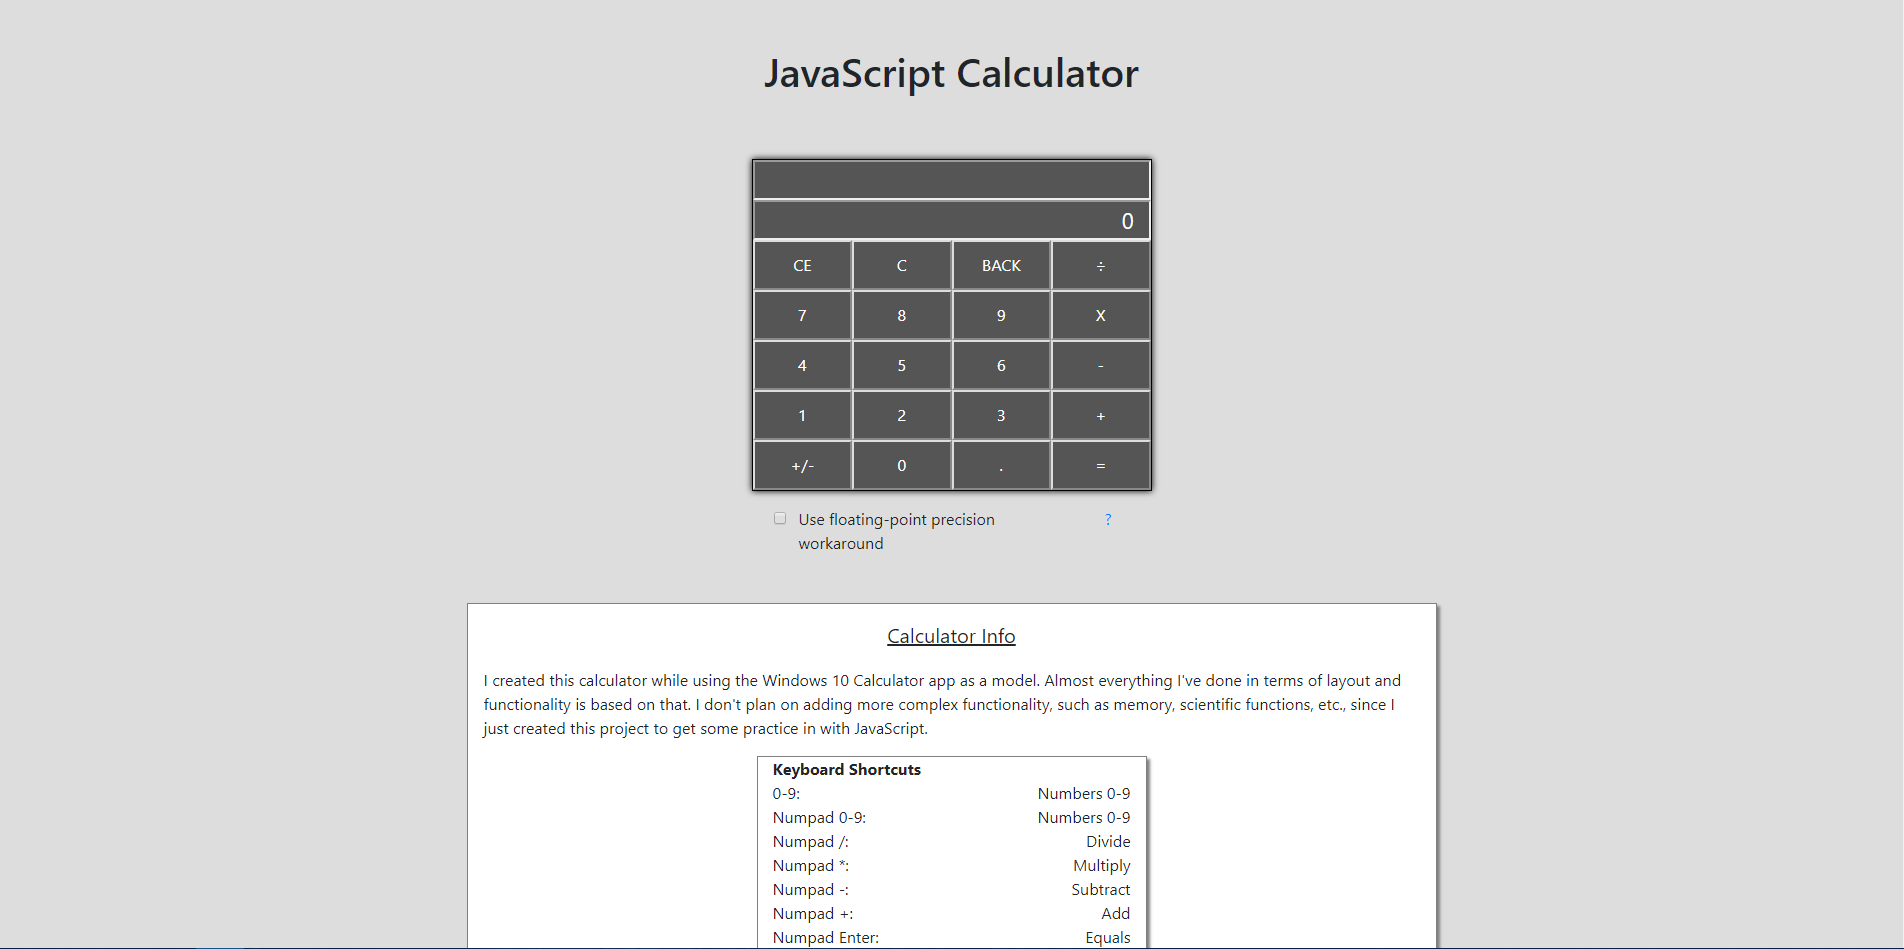 JavaScript Calculator
0
CE C BACK ÷
7 8 9 X
4 5 6 -
1 2 3 +
+/- 0 . =
Use floating-point precision ?
workaround
Calculator Info
I created this calculator while using the Windows 10 Calculator app as a model. Almost everything I've done in terms of layout and
functionality is based on that. I don't plan on adding more complex functionality, such as memory, scientific functions, etc., since I
just created this project to get some practice in with JavaScript.
Keyboard Shortcuts
0-9: Numbers 0-9
Numpad 0-9: Numbers 0-9
Numpad /: Divide
Numpad *: Multiply
Numpad -: Subtract
Numpad +: Add
Numpad Enter: Equals